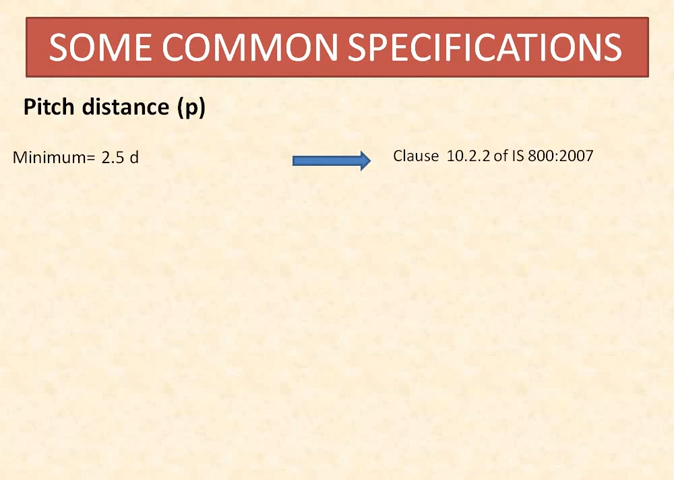 SOME COMMON SPECIFICATIONS
Pitch distance (p)
Minimum= 2.5 d
Clause 10.2.2 of IS 800:2007